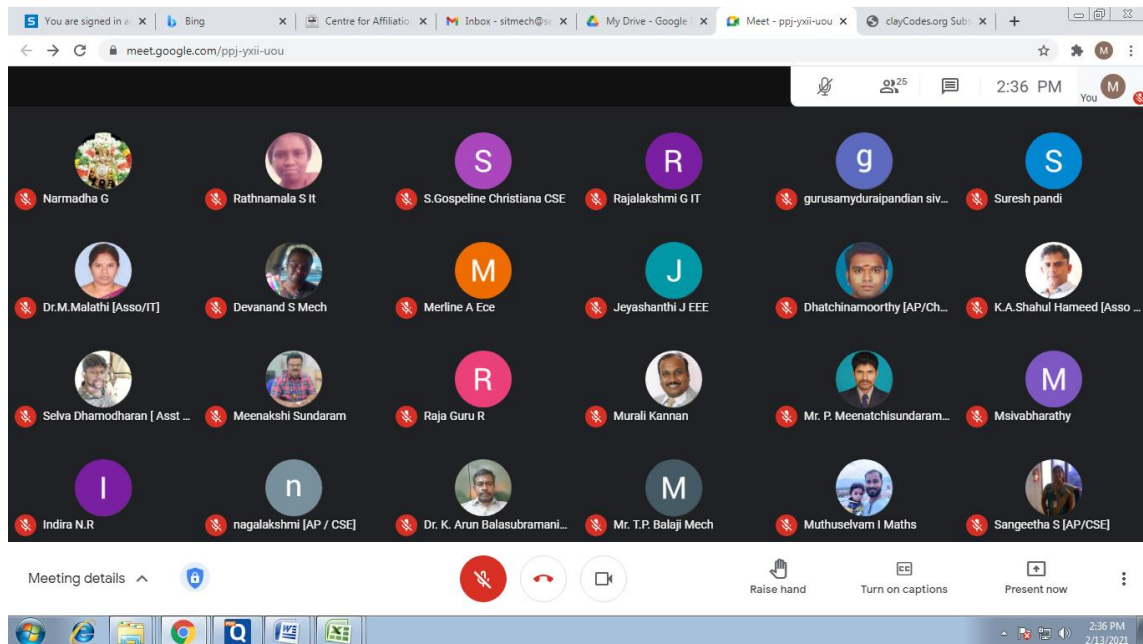 You are signed in a
Bing
Centre for Affiliatio
Inbox - sitmech@se
My Drive - Google
Meet - ppj-yxii-uou
clayCodes.org Subs
meet.google.com/ppj-yxii-uou
M
25
2:36 PM
You
M
S
R
g
S
Narmadha G
Rathnamala S It
S.Gospeline Christiana CSE
Rajalakshmi G IT
gurusamyduraipandian siv...
Suresh pandi
M
J
Dr.M.Malathi [Asso/IT]
Devanand S Mech
Merline A Ece
Jeyashanthi J EEE
Dhatchinamoorthy [AP/Ch...
K.A.Shahul Hameed [Asso ...
R
M
Selva Dhamodharan [ Asst ...
Meenakshi Sundaram
Raja Guru R
Murali Kannan
Mr. P. Meenatchisundaram...
Msivabharathy
I
n
M
Indira N.R
nagalakshmi [AP / CSE]
Dr. K. Arun Balasubramani...
Mr. T.P. Balaji Mech
Muthuselvam I Maths
Sangeetha S [AP/CSE]
Meeting details
Raise hand
CC
Turn on captions
Present now
2:36 PM
2/13/2021